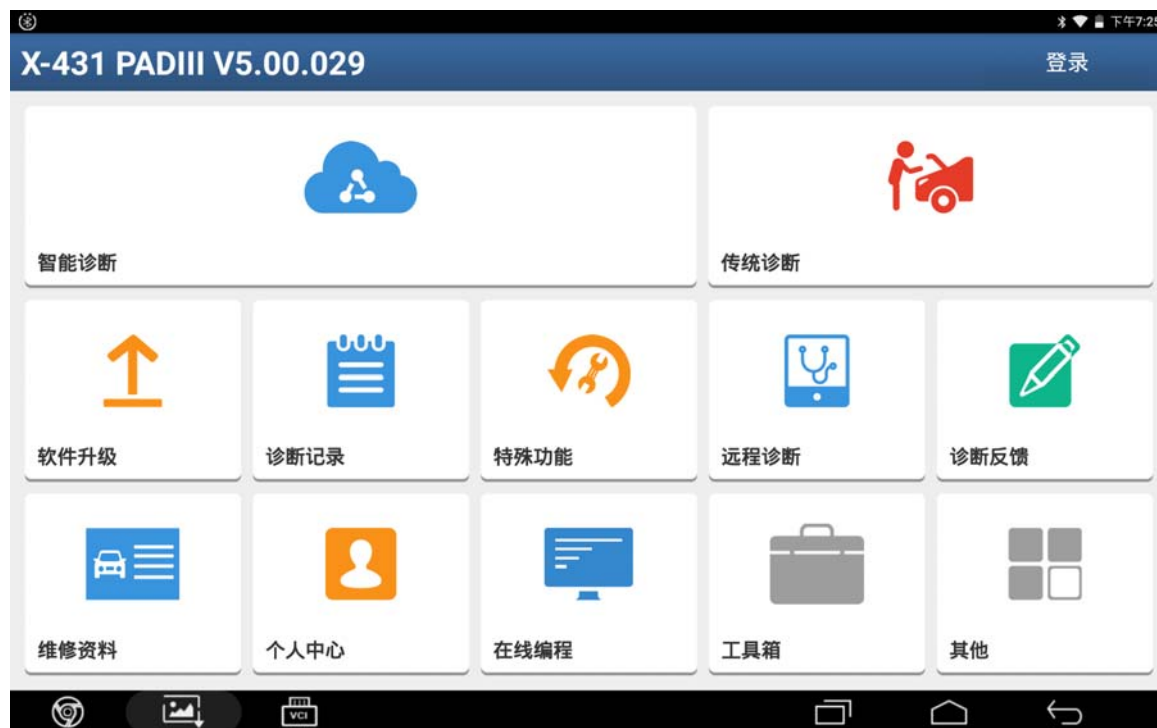 下午7:25
X-431 PADIII V5.00.029
登录
智能诊断
传统诊断
软件升级
诊断记录
特殊功能
远程诊断
诊断反馈
维修资料
个人中心
在线编程
工具箱
其他
VCI